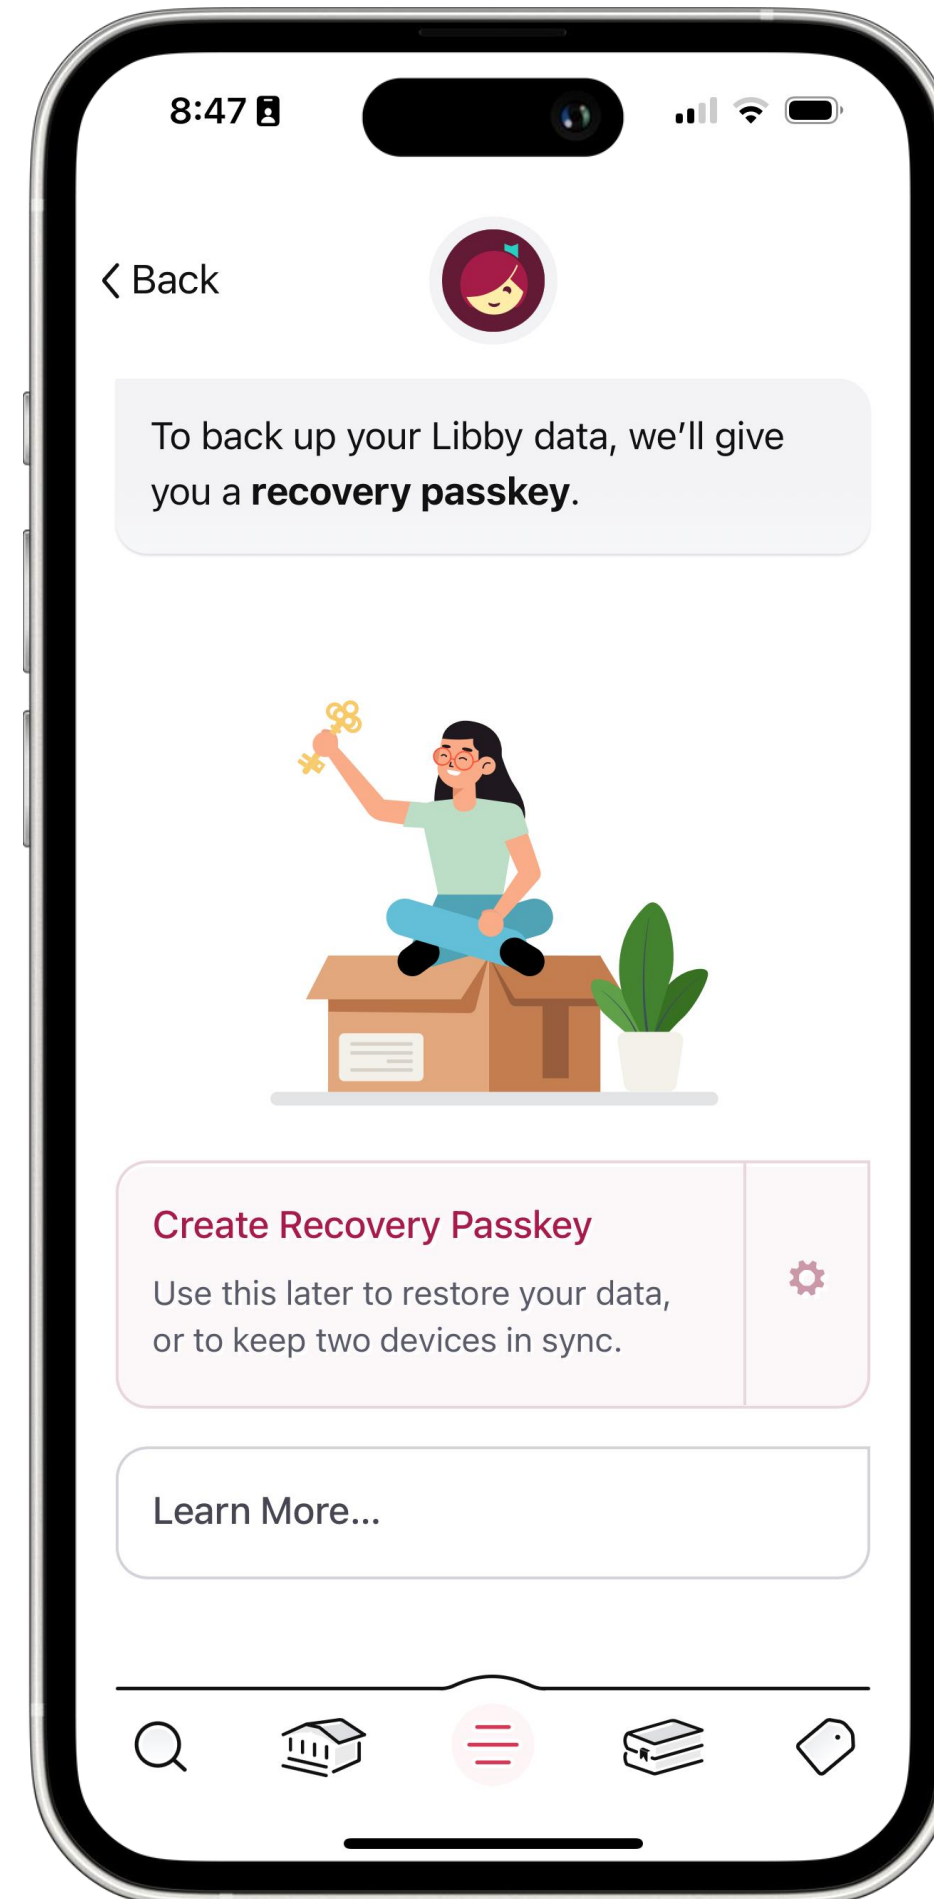 8:47
Back
To back up your Libby data, we’ll give
you a recovery passkey.
Create Recovery Passkey
Use this later to restore your data,
or to keep two devices in sync.
Learn More...